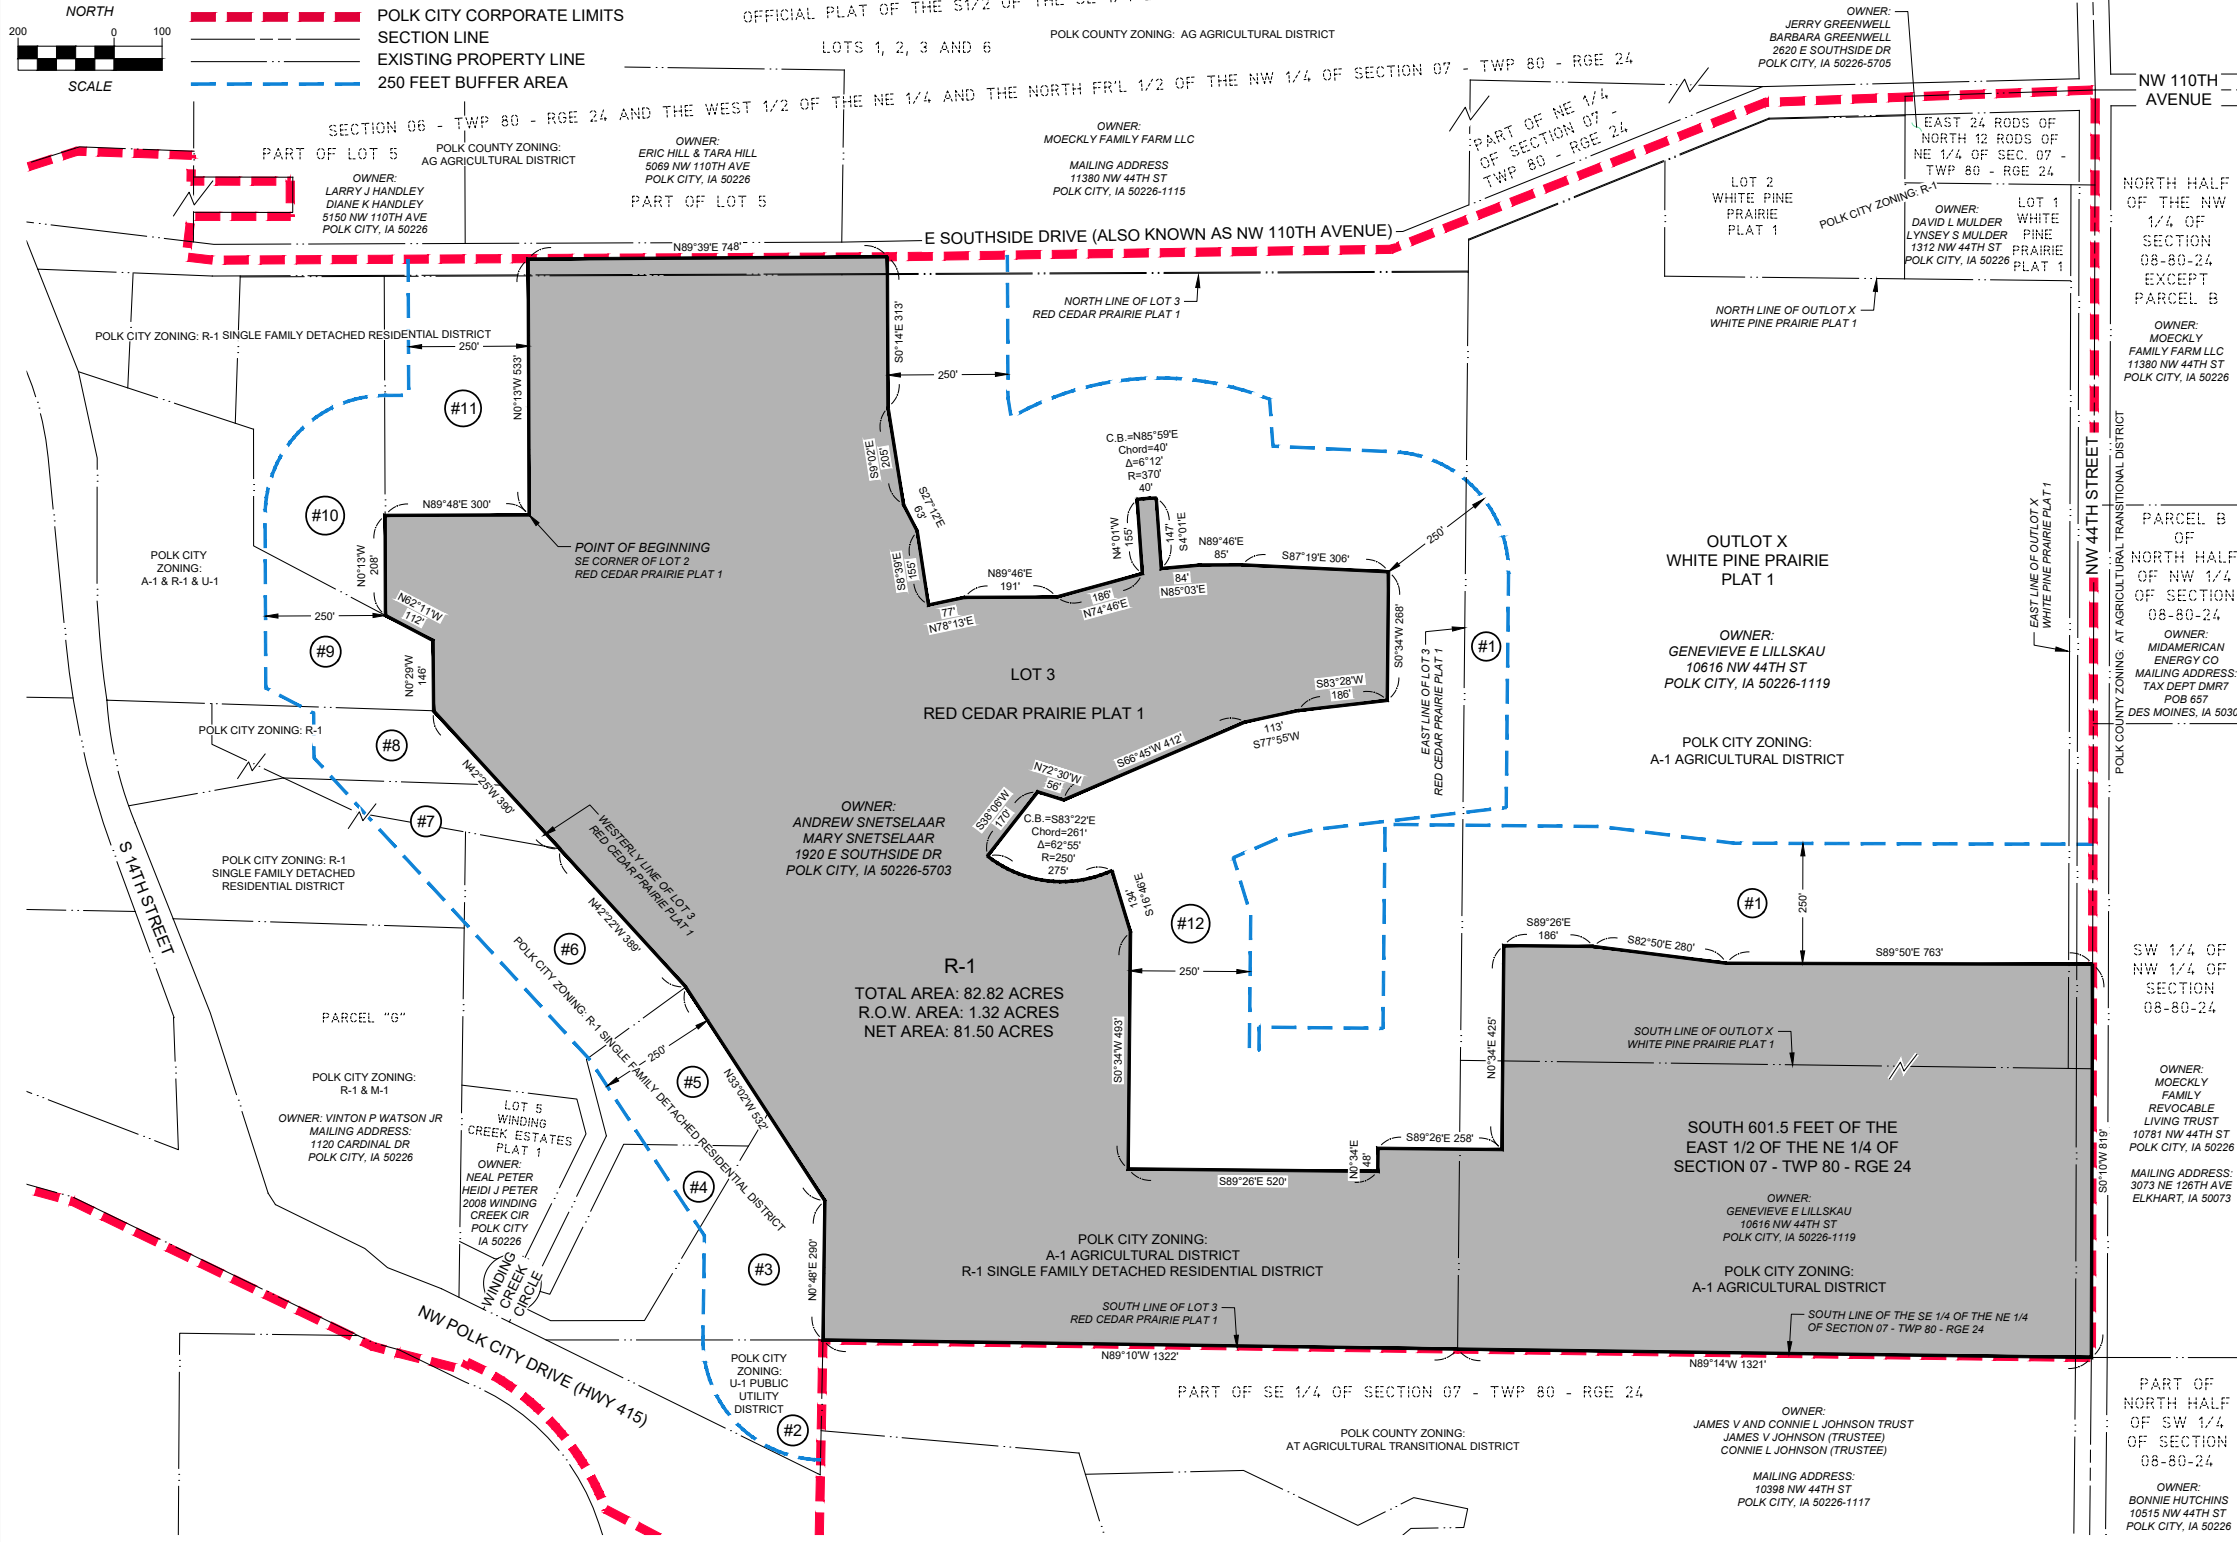 NORTH
200 0 100
SCALE
POLK CITY CORPORATE LIMITS
SECTION LINE
EXISTING PROPERTY LINE
250 FEET BUFFER AREA
OFFICIAL PLAT OF THE S1/2 OF THE SE 1/4
LOTS 1, 2, 3 AND 6
POLK COUNTY ZONING: AG AGRICULTURAL DISTRICT
SECTION 06 - TWP 80 - RGE 24 AND THE WEST 1/2 OF THE NE 1/4 AND THE NORTH FR'L 1/2 OF THE NW 1/4 OF SECTION 07 - TWP 80 - RGE 24
OWNER:
JERRY GREENWELL
BARBARA GREENWELL
2620 E SOUTHSIDE DR
POLK CITY, IA 50226-5705
NW 110TH
AVENUE
PART OF LOT 5
POLK COUNTY ZONING:
AG AGRICULTURAL DISTRICT
OWNER:
LARRY J HANDLEY
DIANE K HANDLEY
5150 NW 110TH AVE
POLK CITY, IA 50226
OWNER:
ERIC HILL & TARA HILL
5069 NW 110TH AVE
POLK CITY, IA 50226
PART OF LOT 5
OWNER:
MOECKLY FAMILY FARM LLC
MAILING ADDRESS
11380 NW 44TH ST
POLK CITY, IA 50226-1115
PART OF NE 1/4
OF SECTION 07 -
TWP 80 - RGE 24
EAST 24 RODS OF
NORTH 12 RODS OF
NE 1/4 OF SEC. 07 -
TWP 80 - RGE 24
LOT 2
WHITE PINE
PRAIRIE
PLAT 1
POLK CITY ZONING: R-1
OWNER:
DAVID L MULDER
LYNSEY S MULDER
1312 NW 44TH ST
POLK CITY, IA 50226
LOT 1
WHITE
PINE
PRAIRIE
PLAT 1
NORTH HALF
OF THE NW
1/4 OF
SECTION
08-80-24
EXCEPT
PARCEL B
OWNER:
MOECKLY
FAMILY FARM LLC
11380 NW 44TH ST
POLK CITY, IA 50226
N89°39'E 748'
E SOUTHSIDE DRIVE (ALSO KNOWN AS NW 110TH AVENUE)
NORTH LINE OF LOT 3
RED CEDAR PRAIRIE PLAT 1
NORTH LINE OF OUTLOT X
WHITE PINE PRAIRIE PLAT 1
POLK CITY ZONING: R-1 SINGLE FAMILY DETACHED RESIDENTIAL DISTRICT
250'
N0°13'W 533'
S0°14'E 313'
250'
#11
S9°02'E
205'
S27°12'E
63'
S8°39'E
155'
C.B.=N85°59'E
Chord=40'
Δ=6°12'
R=370'
40'
N4°01'W
155'
147'
S4°01'E
N89°46'E
85'
S87°19'E 306'
250'
N89°48'E 300'
#10
POINT OF BEGINNING
SE CORNER OF LOT 2
RED CEDAR PRAIRIE PLAT 1
POLK CITY
ZONING:
A-1 & R-1 & U-1
N0°13'W
208'
N62°11'W
112'
250'
#9
N0°29'W
146'
77'
N78°13'E
N89°46'E
191'
186'
N74°46'E
84'
N85°03'E
S0°34'W 268'
S83°28'W
186'
113'
S77°55'W
EAST LINE OF LOT 3
RED CEDAR PRAIRIE PLAT 1
#1
OUTLOT X
WHITE PINE PRAIRIE
PLAT 1
OWNER:
GENEVIEVE E LILLSKAU
10616 NW 44TH ST
POLK CITY, IA 50226-1119
POLK CITY ZONING:
A-1 AGRICULTURAL DISTRICT
EAST LINE OF OUTLOT X
WHITE PINE PRAIRIE PLAT 1
NW 44TH STREET
POLK COUNTY ZONING: AT AGRICULTURAL TRANSITIONAL DISTRICT
PARCEL B
OF
NORTH HALF
OF NW 1/4
OF SECTION
08-80-24
OWNER:
MIDAMERICAN
ENERGY CO
MAILING ADDRESS:
TAX DEPT DMR7
POB 657
DES MOINES, IA 5030
LOT 3
RED CEDAR PRAIRIE PLAT 1
POLK CITY ZONING: R-1
#8
N42°25'W 390'
#7
WESTERLY LINE OF LOT 3
RED CEDAR PRAIRIE PLAT 1
OWNER:
ANDREW SNETSELAAR
MARY SNETSELAAR
1920 E SOUTHSIDE DR
POLK CITY, IA 50226-5703
S38°06'W
170'
N72°30'W
56'
S66°45'W 412'
C.B.=S83°22'E
Chord=261'
Δ=62°55'
R=250'
275'
134'
S16°46'E
#12
250'
#1
250'
S 14TH STREET
POLK CITY ZONING: R-1
SINGLE FAMILY DETACHED
RESIDENTIAL DISTRICT
N42°22'W 389'
#6
POLK CITY ZONING: R-1 SINGLE FAMILY DETACHED RESIDENTIAL DISTRICT
R-1
TOTAL AREA: 82.82 ACRES
R.O.W. AREA: 1.32 ACRES
NET AREA: 81.50 ACRES
S89°26'E
186'
S82°50'E 280'
S89°50'E 763'
SW 1/4 OF
NW 1/4 OF
SECTION
08-80-24
PARCEL "G"
POLK CITY ZONING:
R-1 & M-1
OWNER: VINTON P WATSON JR
MAILING ADDRESS:
1120 CARDINAL DR
POLK CITY, IA 50226
250'
#5
N33°02'W 532'
S0°34'W 493'
N0°34'E 425'
SOUTH LINE OF OUTLOT X
WHITE PINE PRAIRIE PLAT 1
OWNER:
MOECKLY
FAMILY
REVOCABLE
LIVING TRUST
10781 NW 44TH ST
POLK CITY, IA 50226
MAILING ADDRESS:
3073 NE 126TH AVE
ELKHART, IA 50073
LOT 5
WINDING
CREEK ESTATES
PLAT 1
OWNER:
NEAL PETER
HEIDI J PETER
2008 WINDING
CREEK CIR
POLK CITY
IA 50226
#4
S89°26'E 520'
N0°34'E
48'
S89°26'E 258'
SOUTH 601.5 FEET OF THE
EAST 1/2 OF THE NE 1/4 OF
SECTION 07 - TWP 80 - RGE 24
OWNER:
GENEVIEVE E LILLSKAU
10616 NW 44TH ST
POLK CITY, IA 50226-1119
POLK CITY ZONING:
A-1 AGRICULTURAL DISTRICT
S0°10'W 819'
WINDING
CREEK
CIRCLE
#3
N0°48'E 290'
POLK CITY ZONING:
A-1 AGRICULTURAL DISTRICT
R-1 SINGLE FAMILY DETACHED RESIDENTIAL DISTRICT
SOUTH LINE OF LOT 3
RED CEDAR PRAIRIE PLAT 1
SOUTH LINE OF THE SE 1/4 OF THE NE 1/4
OF SECTION 07 - TWP 80 - RGE 24
NW POLK CITY DRIVE (HWY 415)
POLK CITY
ZONING:
U-1 PUBLIC
UTILITY
DISTRICT
#2
N89°10'W 1322'
N89°14'W 1321'
PART OF SE 1/4 OF SECTION 07 - TWP 80 - RGE 24
POLK COUNTY ZONING:
AT AGRICULTURAL TRANSITIONAL DISTRICT
OWNER:
JAMES V AND CONNIE L JOHNSON TRUST
JAMES V JOHNSON (TRUSTEE)
CONNIE L JOHNSON (TRUSTEE)
MAILING ADDRESS:
10398 NW 44TH ST
POLK CITY, IA 50226-1117
PART OF
NORTH HALF
OF SW 1/4
OF SECTION
08-80-24
OWNER:
BONNIE HUTCHINS
10515 NW 44TH ST
POLK CITY, IA 50226